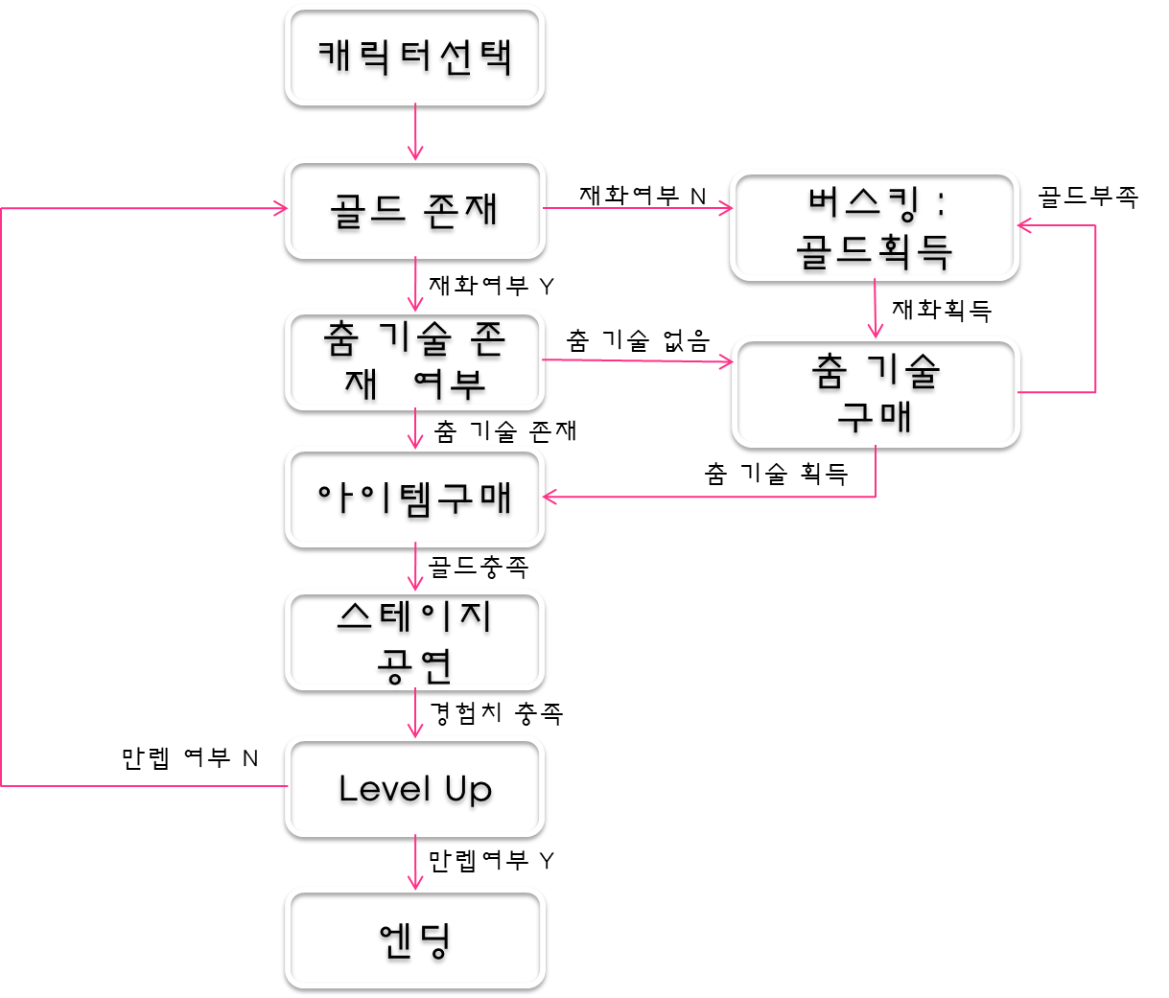 캐릭터선택
골드 존재
재화여부 N
버스킹 :
골드획득
골드부족
재화여부 Y
재화획득
춤 기술 존
재 여부
춤 기술 없음
춤 기술
구매
춤 기술 존재
춤 기술 획득
아이템구매
골드충족
스테이지
공연
경험치 충족
만렙 여부 N
Level Up
만렙여부 Y
엔딩